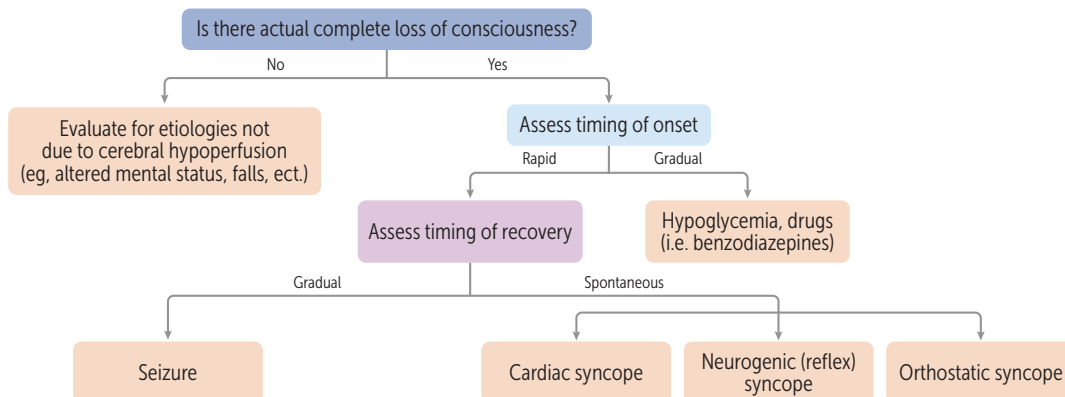 Is there actual complete loss of consciousness?
No
Yes
Evaluate for etiologies not
due to cerebral hypoperfusion
(eg, altered mental status, falls, ect.)
Assess timing of onset
Rapid
Gradual
Assess timing of recovery
Hypoglycemia, drugs
(i.e. benzodiazepines)
Gradual
Spontaneous
Seizure
Cardiac syncope
Neurogenic (reflex)
syncope
Orthostatic syncope